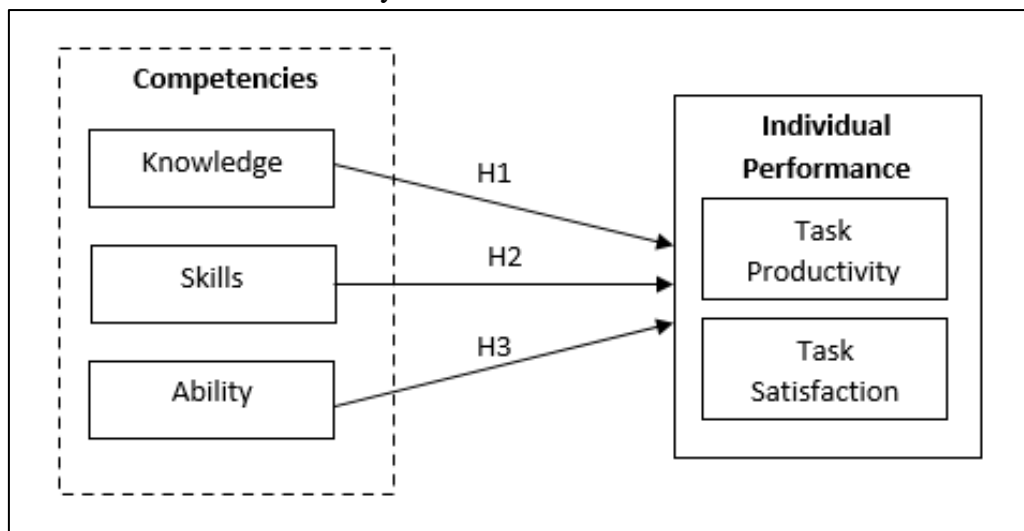 Competencies
Knowledge
Skills
Ability
H1
H2
H3
Individual
Performance
Task
Productivity
Task
Satisfaction